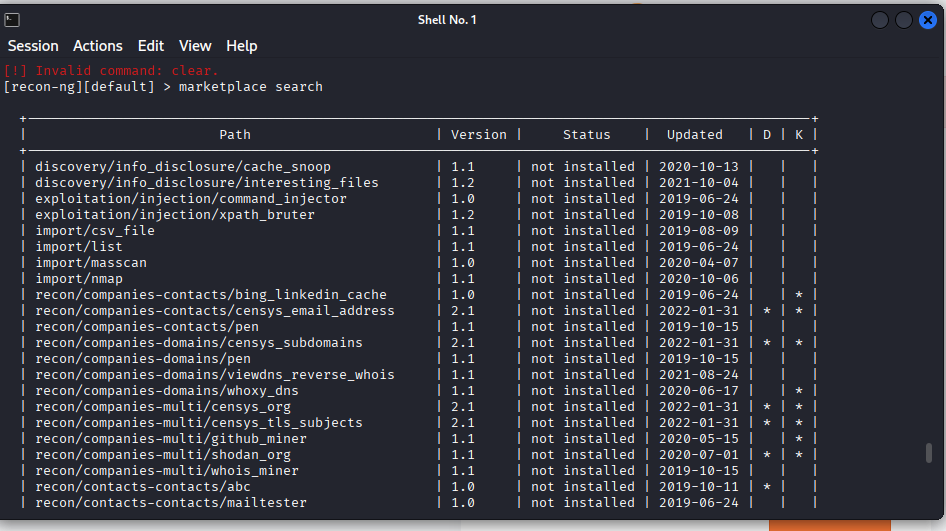 Shell No. 1
Session Actions Edit View Help
[!] Invalid command: clear.
[recon-ng][default] > marketplace search
| Path | Version | Status | Updated | D | K |
| discovery/info_disclosure/cache_snoop | 1.1 | not installed | 2020-10-13 | | |
| discovery/info_disclosure/interesting_files | 1.2 | not installed | 2021-10-04 | | |
| exploitation/injection/command_injector | 1.0 | not installed | 2019-06-24 | | |
| exploitation/injection/xpath_bruter | 1.2 | not installed | 2019-10-08 | | |
| import/csv_file | 1.1 | not installed | 2019-08-09 | | |
| import/list | 1.1 | not installed | 2019-06-24 | | |
| import/masscan | 1.0 | not installed | 2020-04-07 | | |
| import/nmap | 1.1 | not installed | 2020-10-06 | | |
| recon/companies-contacts/bing_linkedin_cache | 1.0 | not installed | 2019-06-24 | | * |
| recon/companies-contacts/censys_email_address | 2.1 | not installed | 2022-01-31 | * | * |
| recon/companies-contacts/pen | 1.1 | not installed | 2019-10-15 | | |
| recon/companies-domains/censys_subdomains | 2.1 | not installed | 2022-01-31 | * | * |
| recon/companies-domains/pen | 1.1 | not installed | 2019-10-15 | | |
| recon/companies-domains/viewdns_reverse_whois | 1.1 | not installed | 2021-08-24 | | |
| recon/companies-domains/whoxy_dns | 1.1 | not installed | 2020-06-17 | | * |
| recon/companies-multi/censys_org | 2.1 | not installed | 2022-01-31 | * | * |
| recon/companies-multi/censys_tls_subjects | 2.1 | not installed | 2022-01-31 | * | * |
| recon/companies-multi/github_miner | 1.1 | not installed | 2020-05-15 | | * |
| recon/companies-multi/shodan_org | 1.1 | not installed | 2020-07-01 | * | * |
| recon/companies-multi/whois_miner | 1.1 | not installed | 2019-10-15 | | |
| recon/contacts-contacts/abc | 1.0 | not installed | 2019-10-11 | * | |
| recon/contacts-contacts/mailtester | 1.0 | not installed | 2019-06-24 | | |